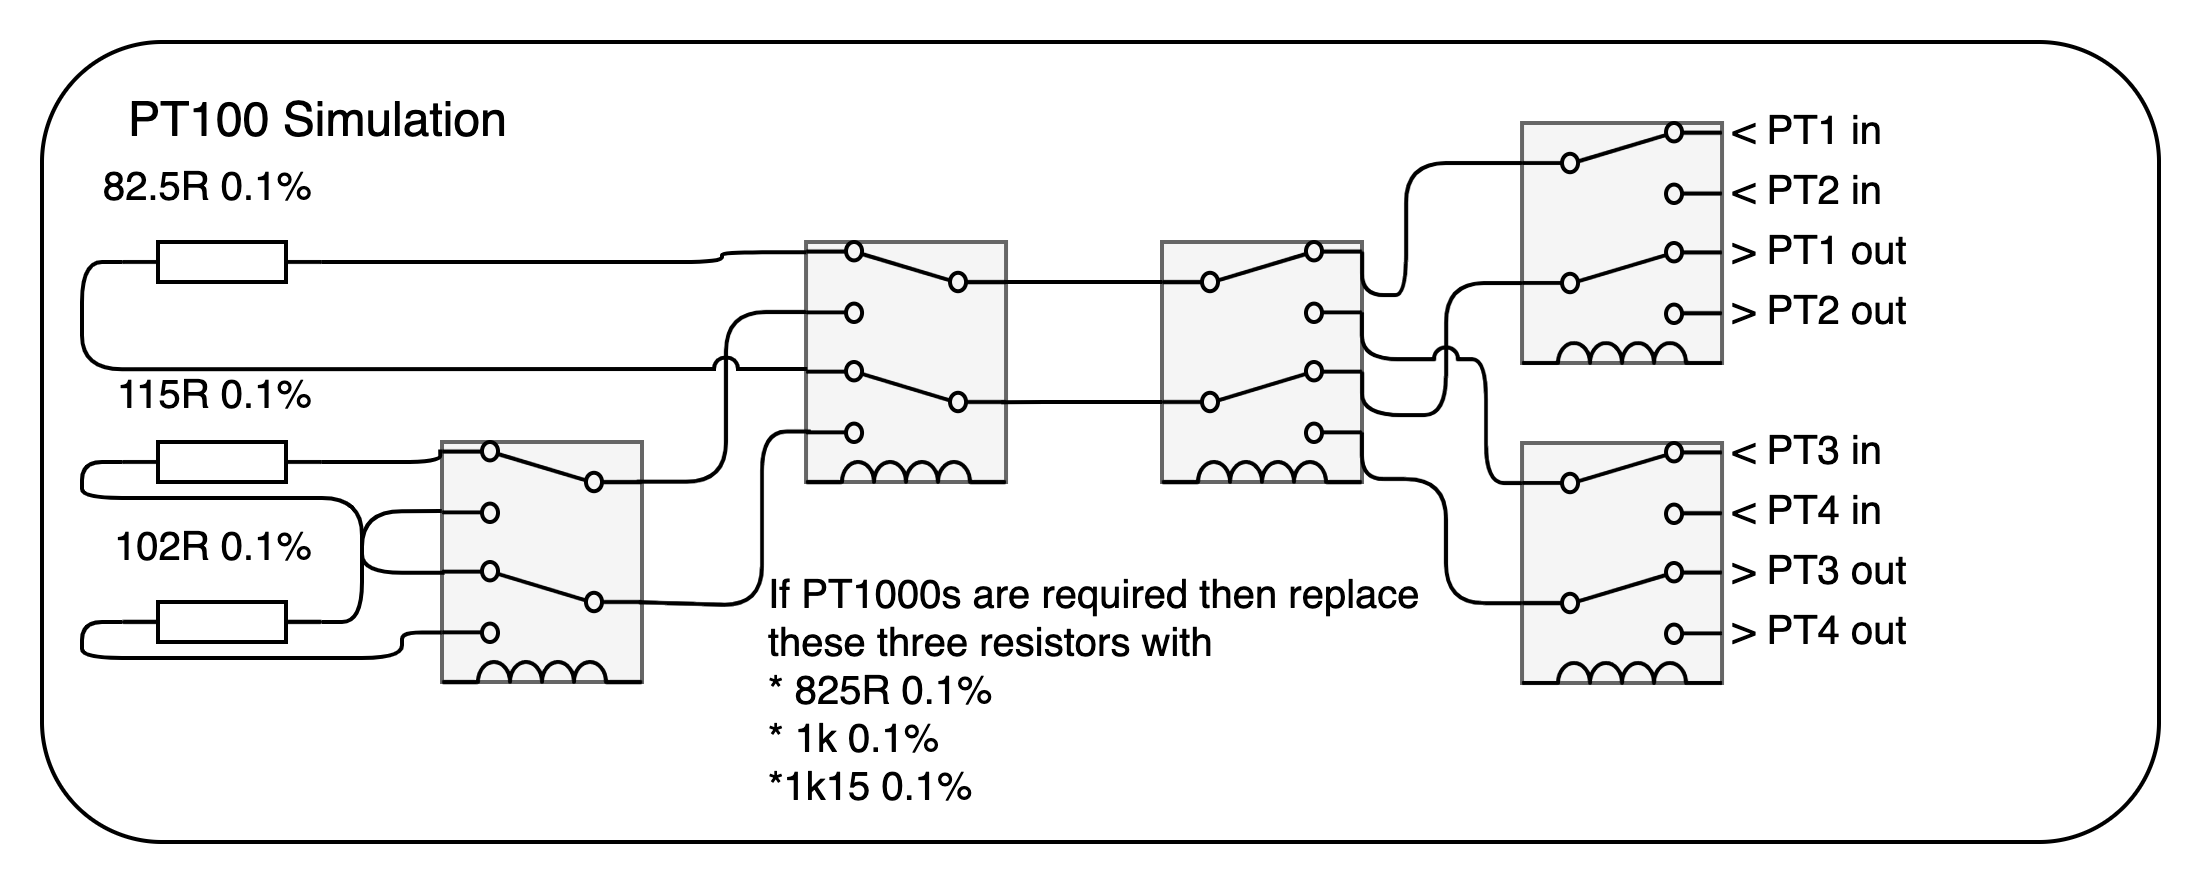 PT100 Simulation
82.5R 0.1%
115R 0.1%
102R 0.1%
If PT1000s are required then replace
these three resistors with
* 825R 0.1%
* 1k 0.1%
*1k15 0.1%
< PT1 in
< PT2 in
> PT1 out
> PT2 out
< PT3 in
< PT4 in
> PT3 out
> PT4 out